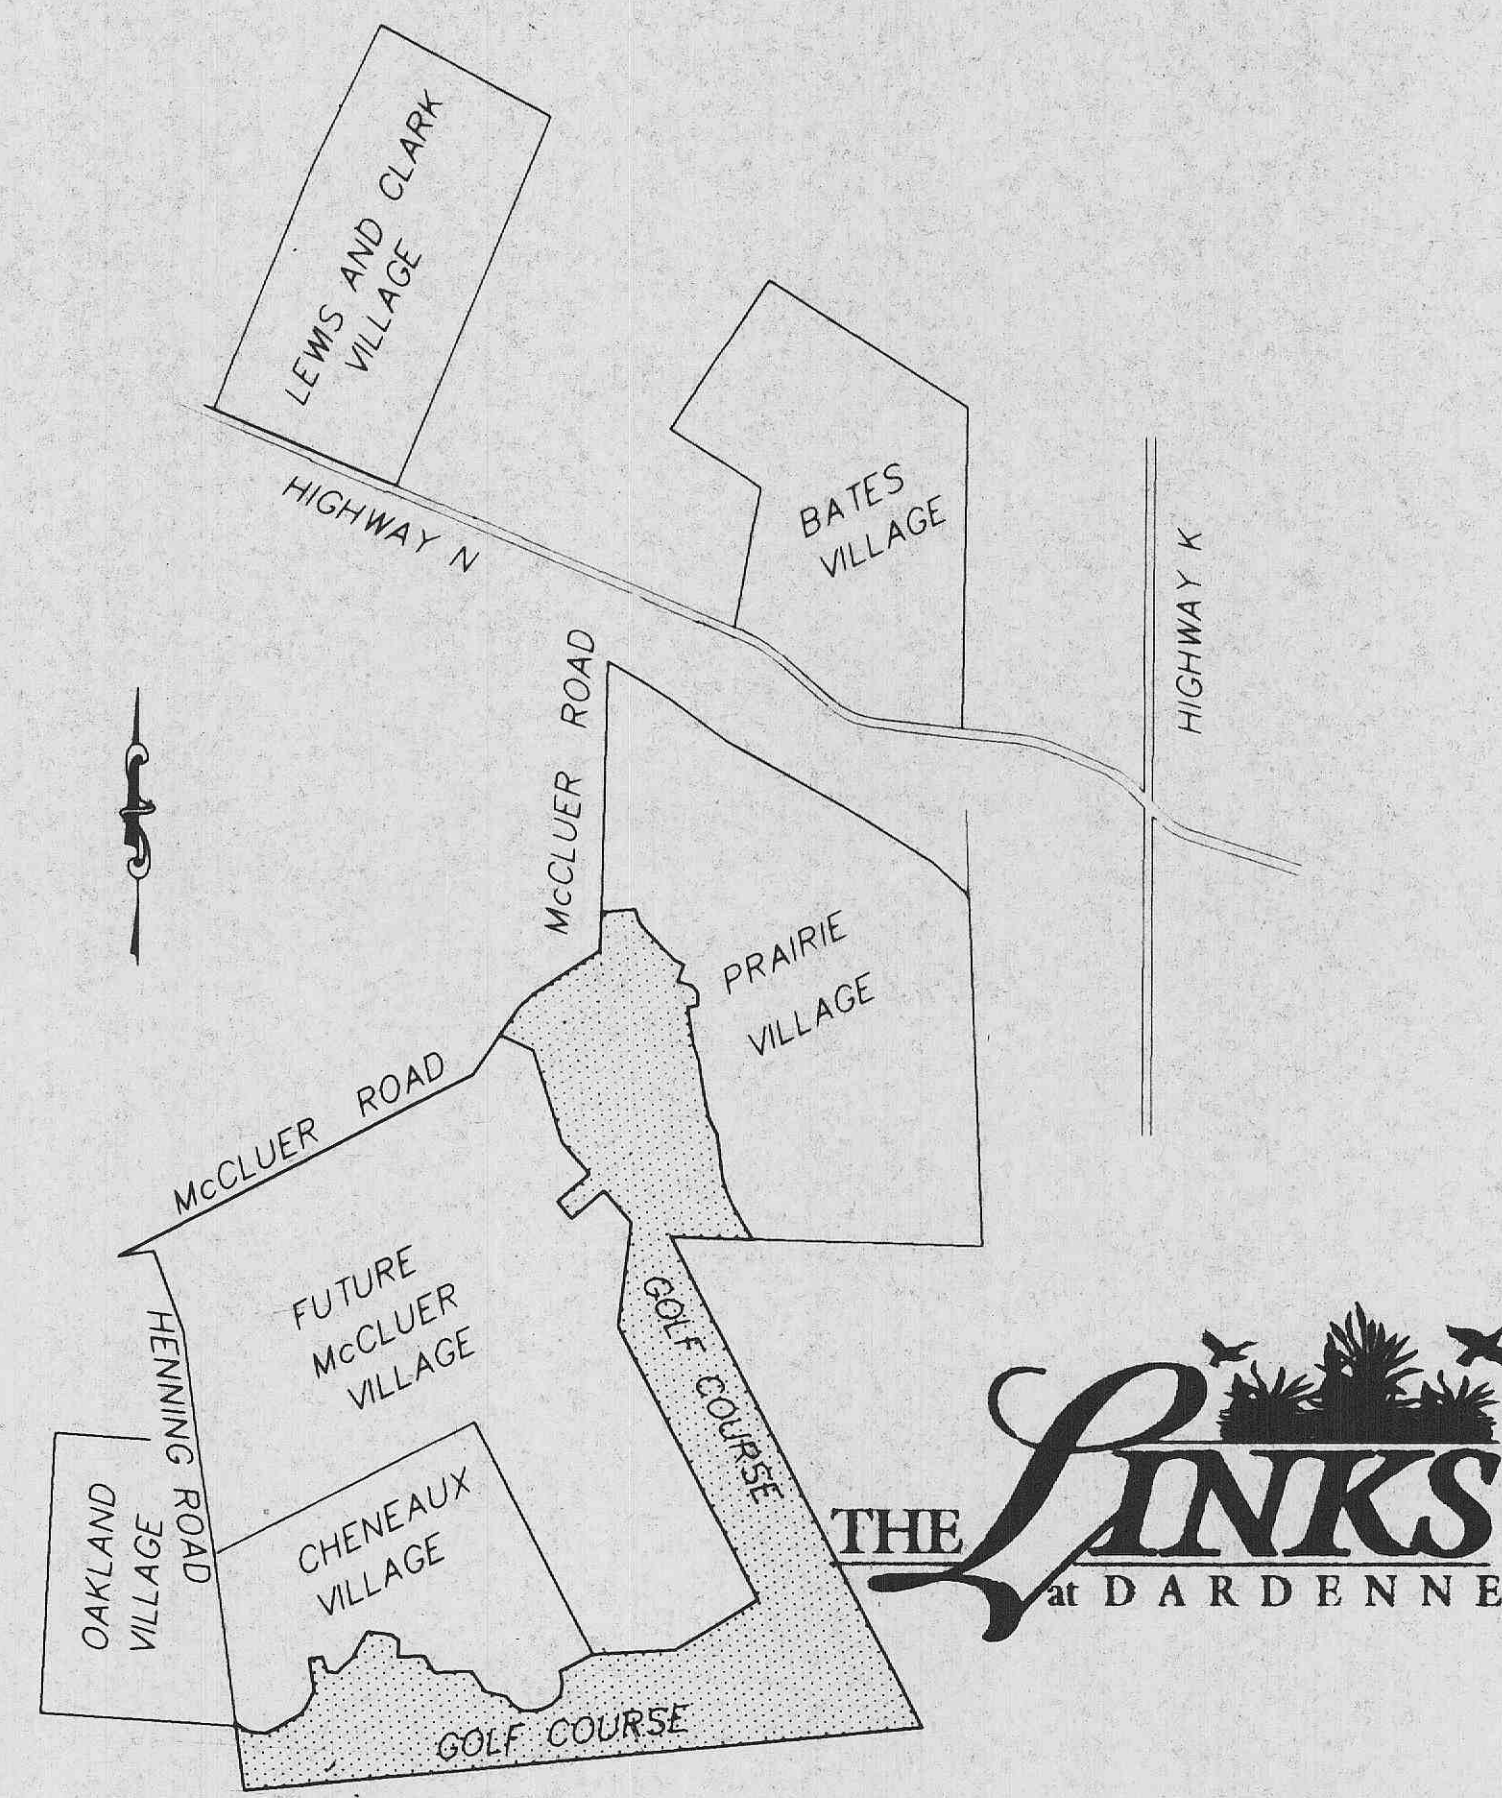 LEWIS AND CLARK
VILLAGE
HIGHWAY N
BATES
VILLAGE
HIGHWAY K
McCLUER ROAD
PRAIRIE
VILLAGE
McCLUER ROAD
FUTURE
McCLUER
VILLAGE
HENNING ROAD
GOLF COURSE
OAKLAND
VILLAGE
CHENEAUX
VILLAGE
GOLF COURSE
THE LINKS
at DARDENNE